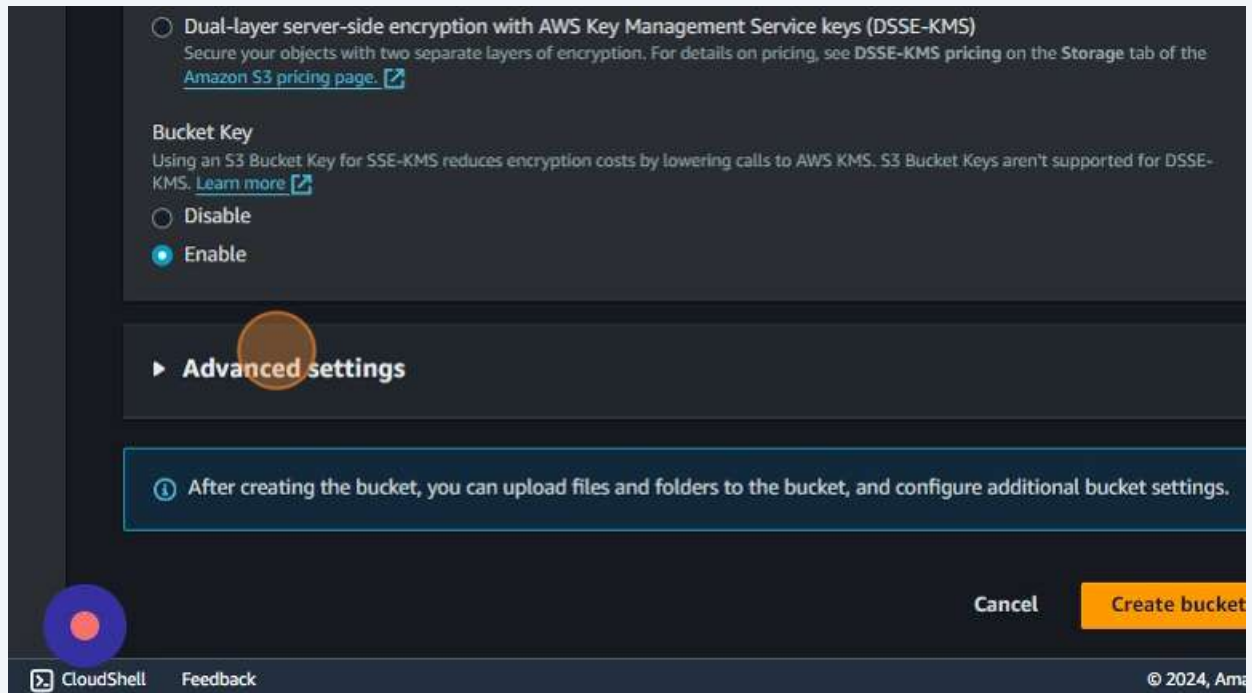 Dual-layer server-side encryption with AWS Key Management Service keys (DSSE-KMS)
Secure your objects with two separate layers of encryption. For details on pricing, see DSSE-KMS pricing on the Storage tab of the
Amazon S3 pricing page.
Bucket Key
Using an S3 Bucket Key for SSE-KMS reduces encryption costs by lowering calls to AWS KMS. S3 Bucket Keys aren't supported for DSSE-
KMS. Learn more
Disable
Enable
Advanced settings
After creating the bucket, you can upload files and folders to the bucket, and configure additional bucket settings.
Cancel Create bucket
CloudShell Feedback © 2024, Ama